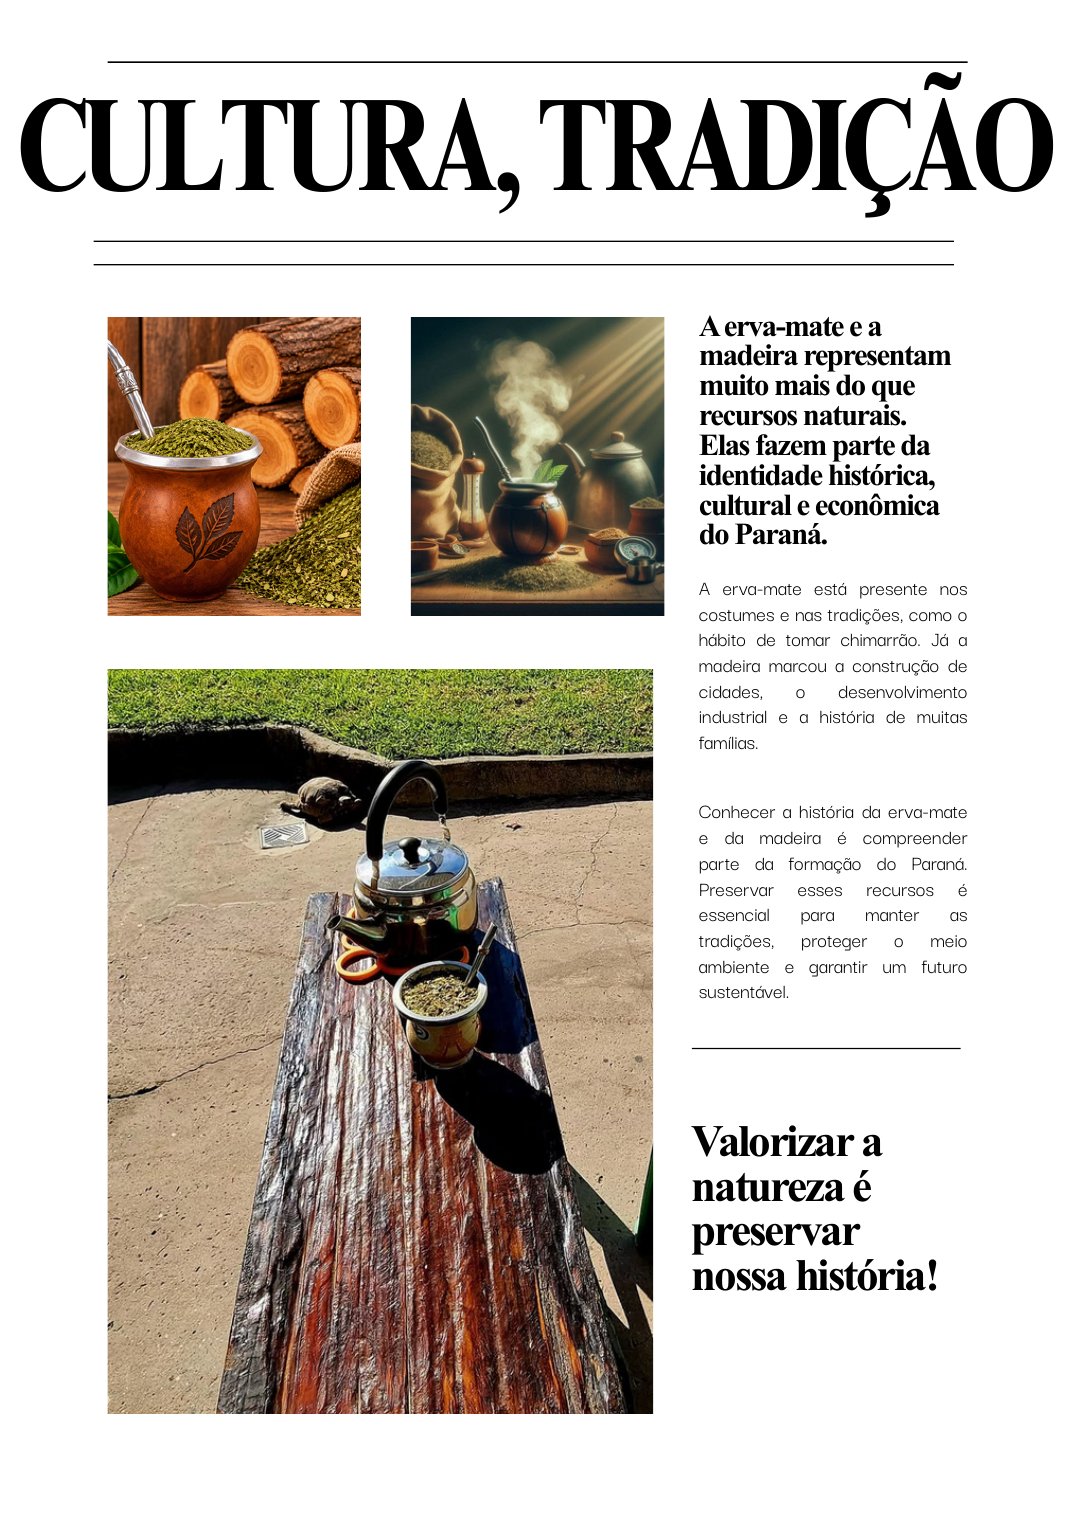 CULTURA, TRADIÇÃO
A erva-mate e a
madeira representam
muito mais do que
recursos naturais.
Elas fazem parte da
identidade histórica,
cultural e econômica
do Paraná.
A erva-mate está presente nos
costumes e nas tradições, como o
hábito de tomar chimarrão. Já a
madeira marcou a construção de
cidades, o desenvolvimento
industrial e a história de muitas
famílias.
Conhecer a história da erva-mate
e da madeira é compreender
parte da formação do Paraná.
Preservar esses recursos é
essencial para manter as
tradições, proteger o meio
ambiente e garantir um futuro
sustentável.
Valorizar a
natureza é
preservar
nossa história!